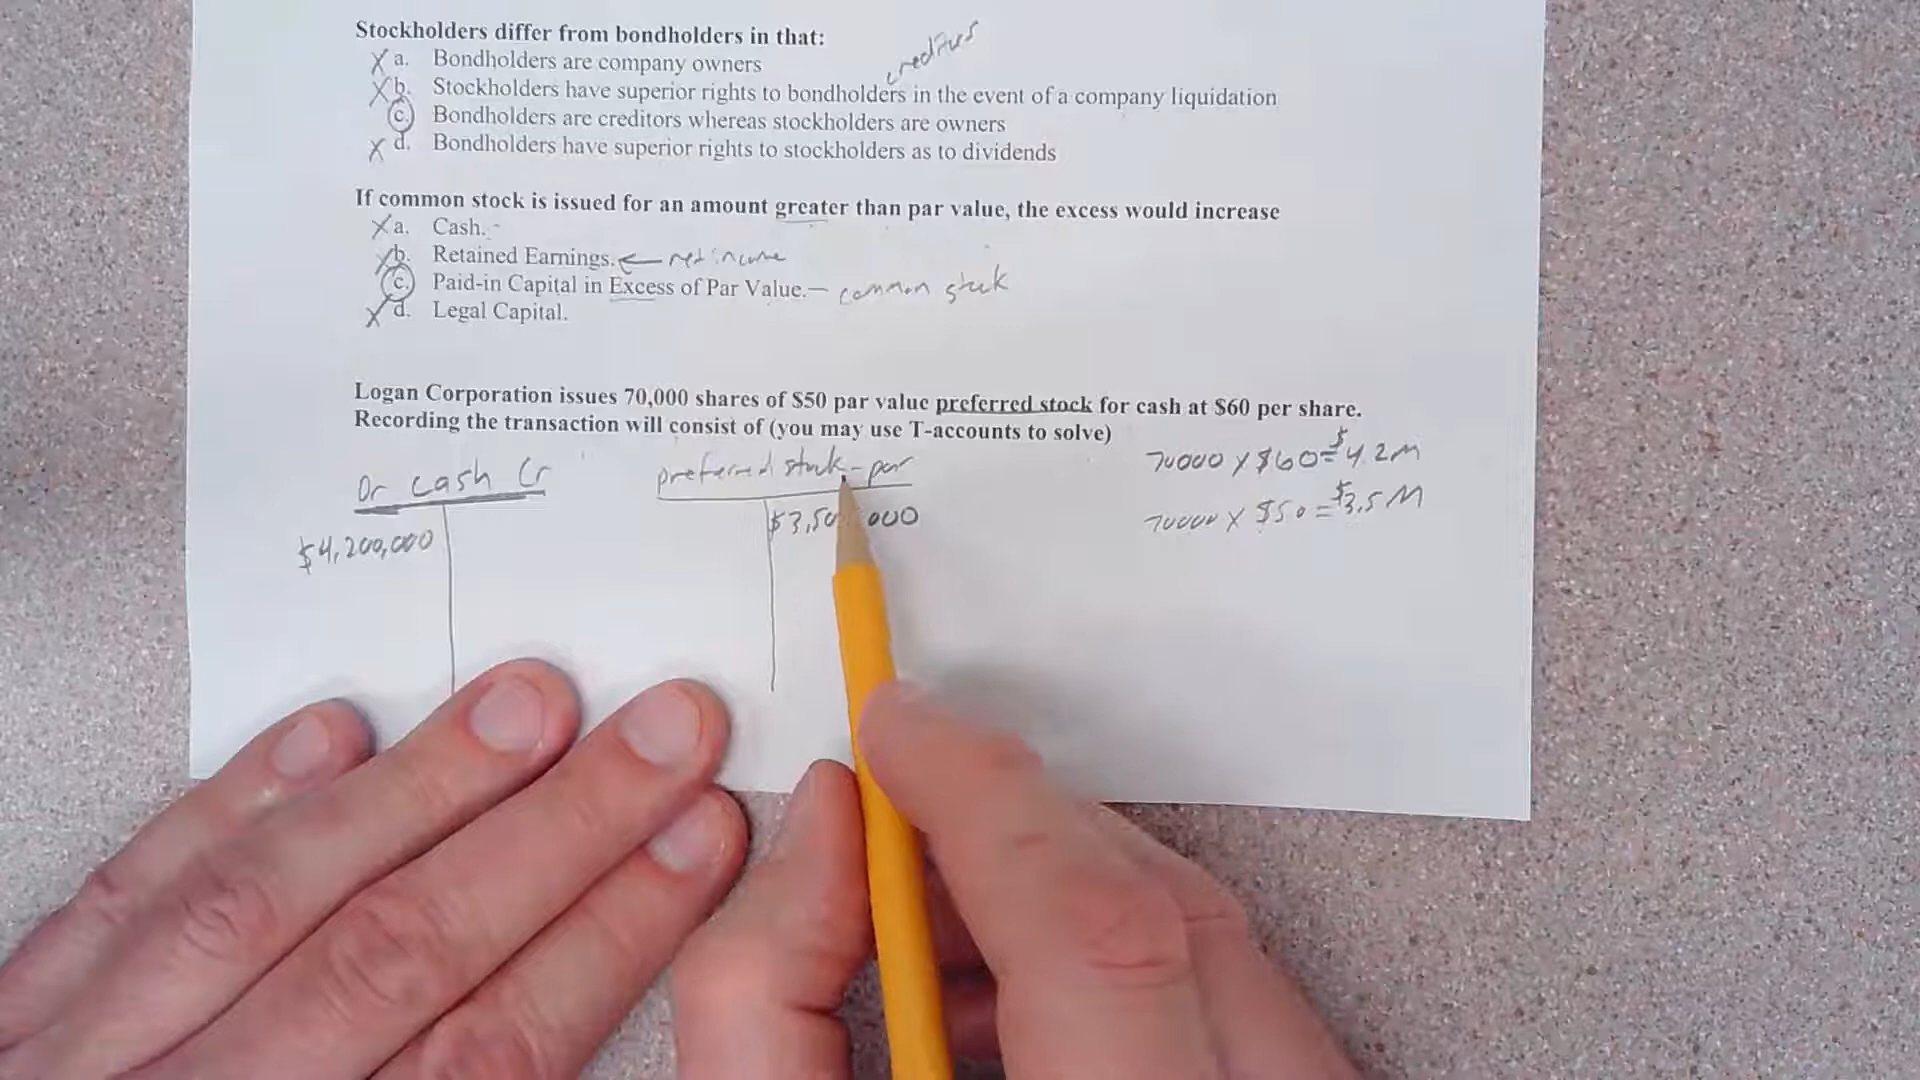 Stockholders differ from bondholders in that:
creditors
X a. Bondholders are company owners
X b. Stockholders have superior rights to bondholders in the event of a company liquidation
c. Bondholders are creditors whereas stockholders are owners
X d. Bondholders have superior rights to stockholders as to dividends
If common stock is issued for an amount greater than par value, the excess would increase
X a. Cash.
X b. Retained Earnings. ← net income
c. Paid-in Capital in Excess of Par Value. — common stock
X d. Legal Capital.
Logan Corporation issues 70,000 shares of $50 par value preferred stock for cash at $60 per share.
Recording the transaction will consist of (you may use T-accounts to solve)
Dr cash Cr
preferred stock - par
70000 X $60 = $4.2M
$4,200,000
$3,50 000
70000 X $50 = $3.5M